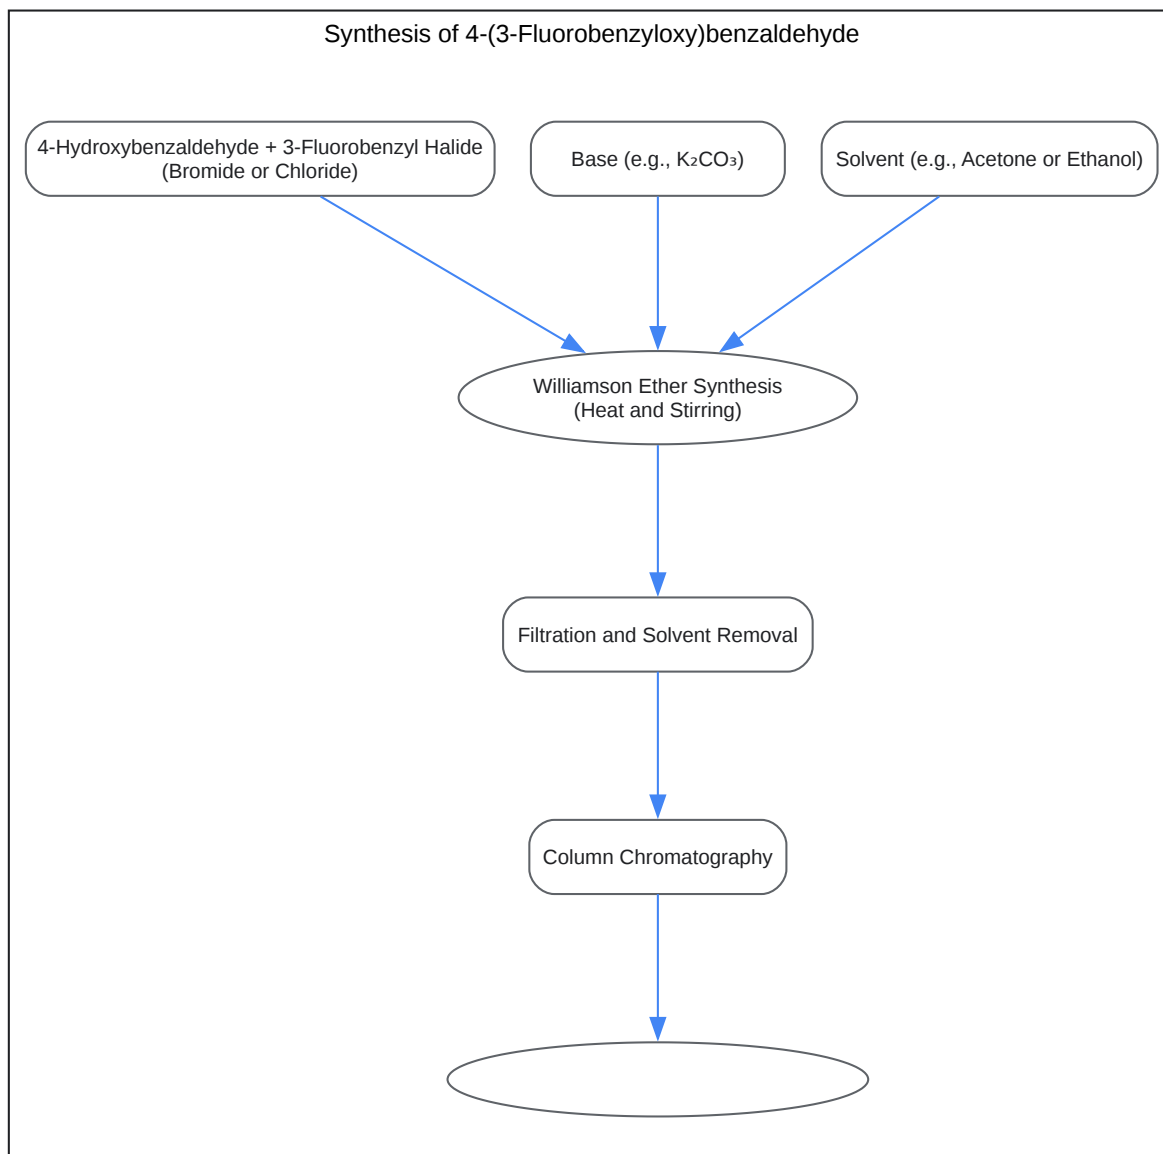 Synthesis of 4-(3-Fluorobenzyloxy)benzaldehyde
4-Hydroxybenzaldehyde + 3-Fluorobenzyl Halide
(Bromide or Chloride)
Base (e.g., K₂CO₃)
Solvent (e.g., Acetone or Ethanol)
Williamson Ether Synthesis
(Heat and Stirring)
Filtration and Solvent Removal
Column Chromatography